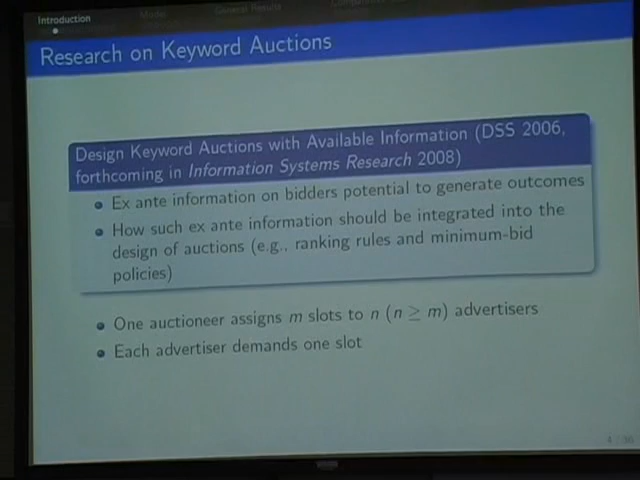 Introduction
Model
General Results
Research on Keyword Auctions
Design Keyword Auctions with Available Information (DSS 2006,
forthcoming in Information Systems Research 2008)
Ex ante information on bidders potential to generate outcomes
How such ex ante information should be integrated into the
design of auctions (e.g., ranking rules and minimum-bid
policies)
One auctioneer assigns m slots to n (n ≥ m) advertisers
Each advertiser demands one slot